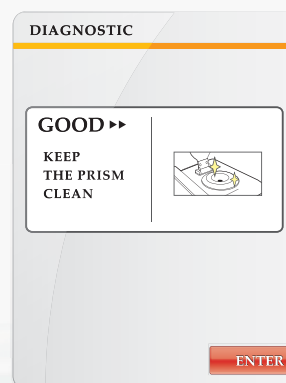 DIAGNOSTIC
GOOD ▸▸
KEEP
THE PRISM
CLEAN
ENTER